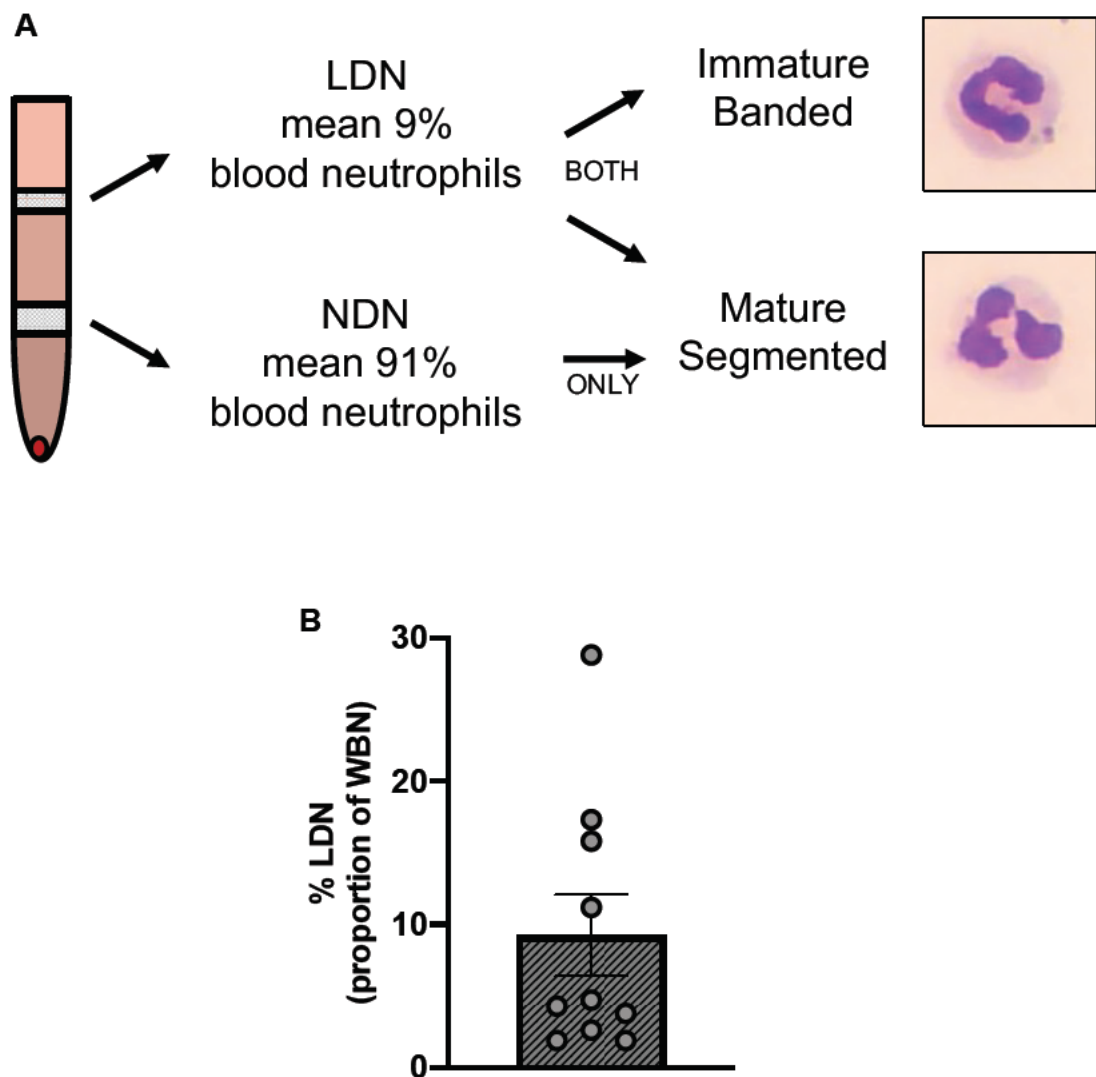 A
LDN
mean 9%
blood neutrophils
BOTH
Immature
Banded
NDN
mean 91%
blood neutrophils
ONLY
Mature
Segmented
B
% LDN
(proportion of WBN)
30
20
10
0